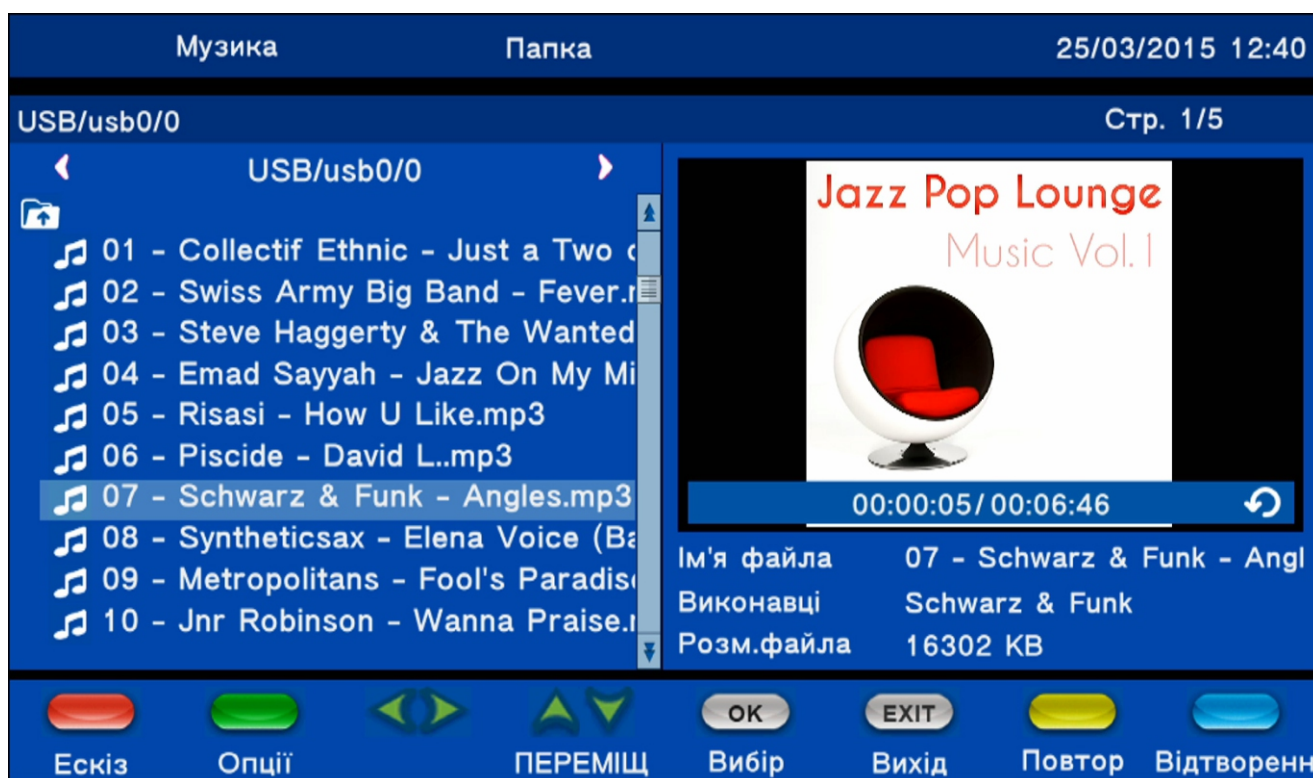 Музика Папка 25/03/2015 12:40
USB/usb0/0 Стр. 1/5
USB/usb0/0
01 - Collectif Ethnic - Just a Two
02 - Swiss Army Big Band - Fever.
03 - Steve Haggerty & The Wanted
04 - Emad Sayyah - Jazz On My Mi
05 - Risasi - How U Like.mp3
06 - Piscide - David L..mp3
07 - Schwarz & Funk - Angles.mp3
08 - Syntheticsax - Elena Voice (Ba
09 - Metropolitans - Fool's Paradis
10 - Jnr Robinson - Wanna Praise.
Jazz Pop Lounge
Music Vol.1
00:00:05/00:06:46
Ім'я файла 07 - Schwarz & Funk - Angl
Виконавці Schwarz & Funk
Розм.файла 16302 KB
OK EXIT
Ескіз Опції ПЕРЕМІЩ Вибір Вихід Повтор Відтворенн